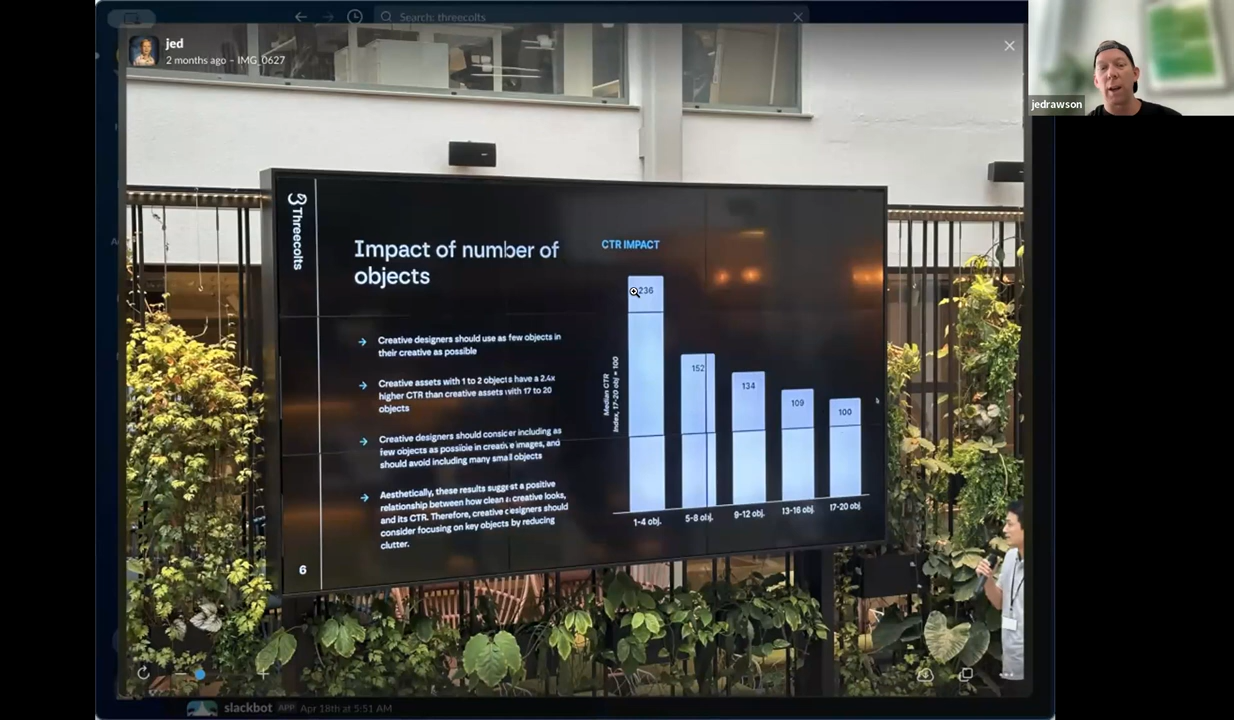 Search: threecolts
jed
2 months ago – IMG_0627
jedrawson
Threecolts
Impact of number of
objects
Creative designers should use as few objects in
their creative as possible
Creative assets with 1 to 2 objects have a 2.4x
higher CTR than creative assets with 17 to 20
objects
Creative designers should consider including as
few objects as possible in creative images, and
should avoid including many small objects
Aesthetically, these results suggest a positive
relationship between how clean a creative looks,
and its CTR. Therefore, creative designers should
consider focusing on key objects by reducing
clutter.
6
CTR IMPACT
Median CTR
Index, 17-20 obj = 100
236
152
134
109
100
1-4 obj.
5-8 obj.
9-12 obj.
13-16 obj.
17-20 obj.
slackbot APP Apr 18th at 5:51 AM